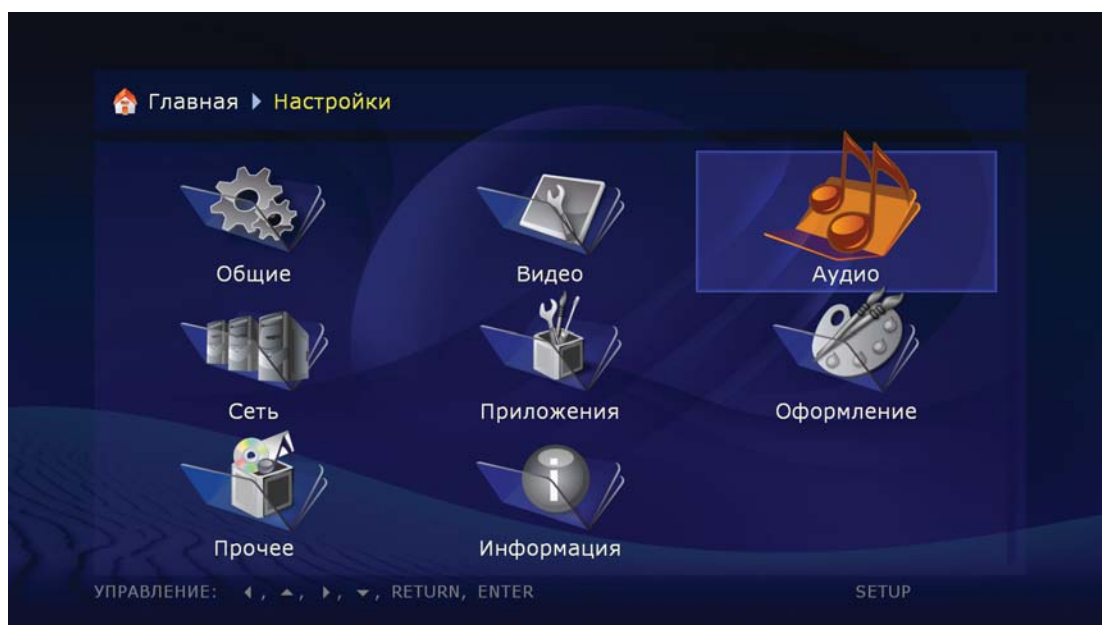 Главная Настройки
Общие Видео Аудио
Сеть Приложения Оформление
Прочее Информация
УПРАВЛЕНИЕ: , , , , RETURN, ENTER SETUP